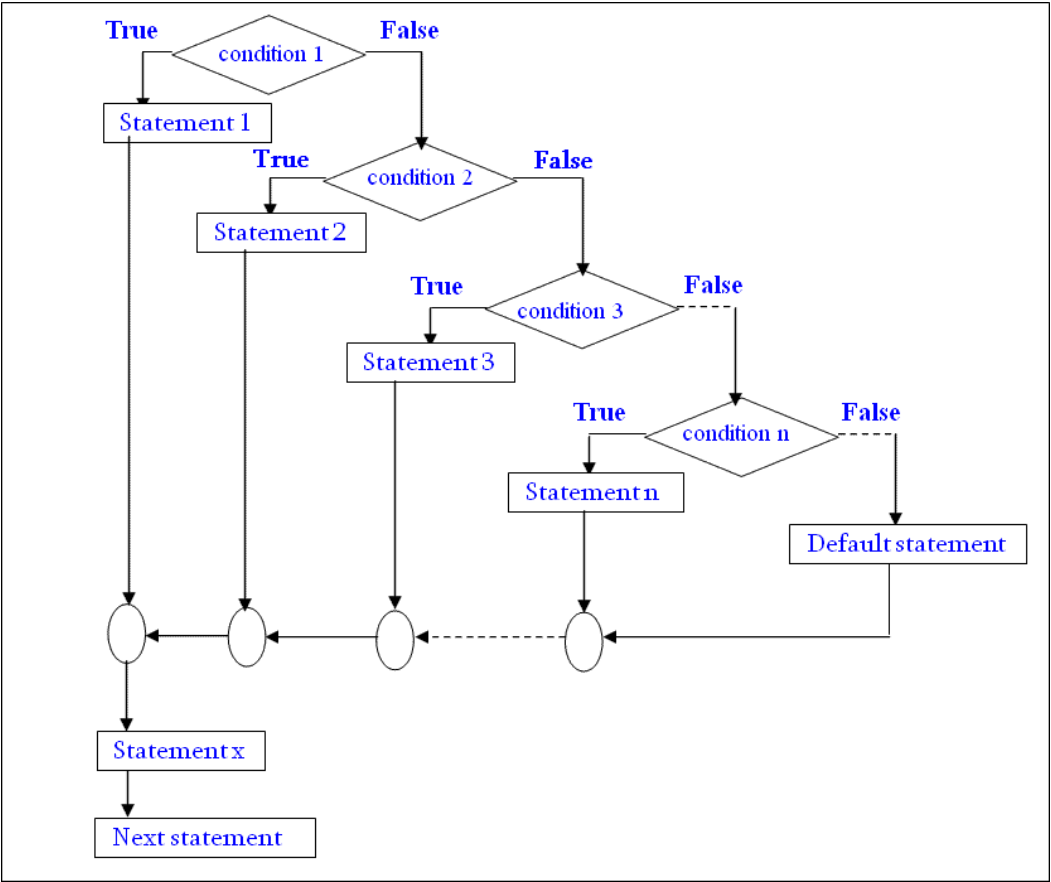 True
False
condition 1
Statement 1
True
False
condition 2
Statement 2
True
False
condition 3
Statement 3
True
False
condition n
Statement n
Default statement
Statement x
Next statement